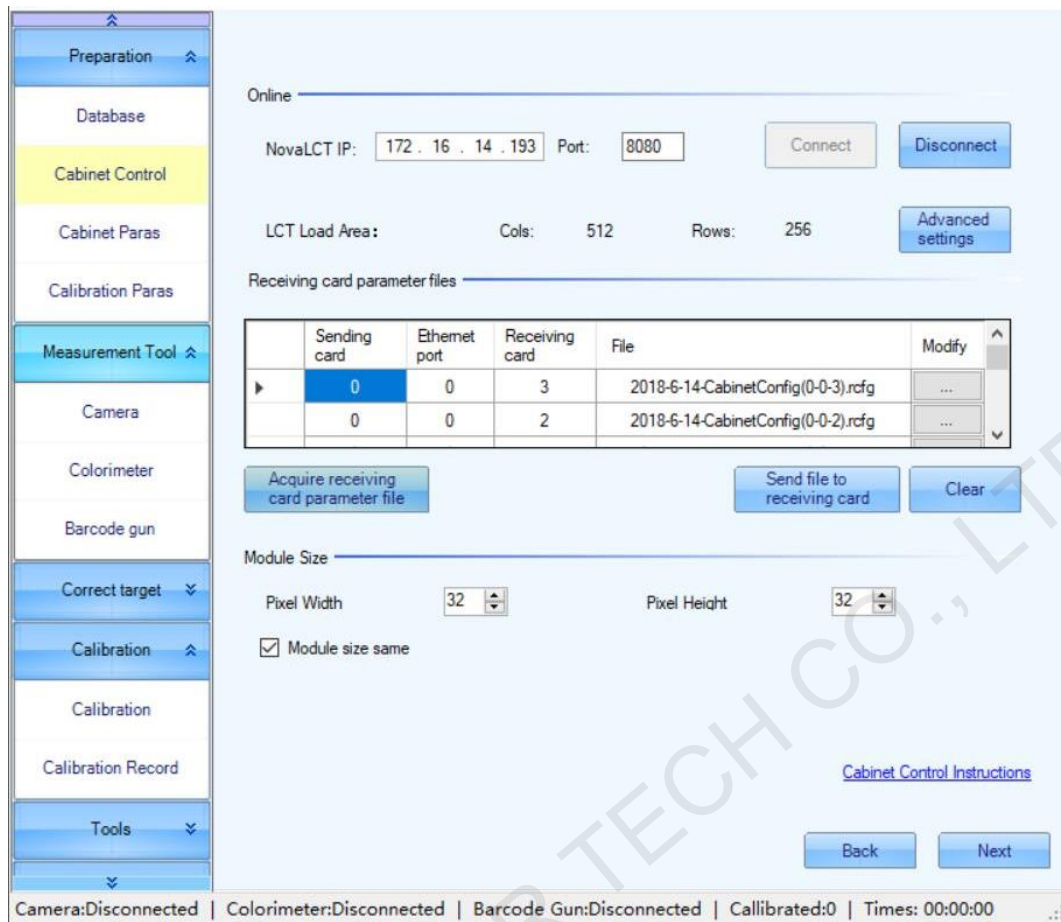 Preparation
Database
Cabinet Control
Cabinet Paras
Calibration Paras
Measurement Tool
Camera
Colorimeter
Barcode gun
Correct target
Calibration
Calibration
Calibration Record
Tools
Online
NovaLCT IP: 172 . 16 . 14 . 193 Port: 8080 Connect Disconnect
LCT Load Area: Cols: 512 Rows: 256 Advanced settings
Receiving card parameter files
Sending card Ethernet port Receiving card File Modify
0 0 3 2018-6-14-CabinetConfig(0-0-3).rcfg ...
0 0 2 2018-6-14-CabinetConfig(0-0-2).rcfg ...
Acquire receiving card parameter file Send file to receiving card Clear
Module Size
Pixel Width 32 Pixel Height 32
Module size same
Cabinet Control Instructions
Back Next
Camera:Disconnected | Colorimeter:Disconnected | Barcode Gun:Disconnected | Callibrated:0 | Times: 00:00:00
TECH CO., LT